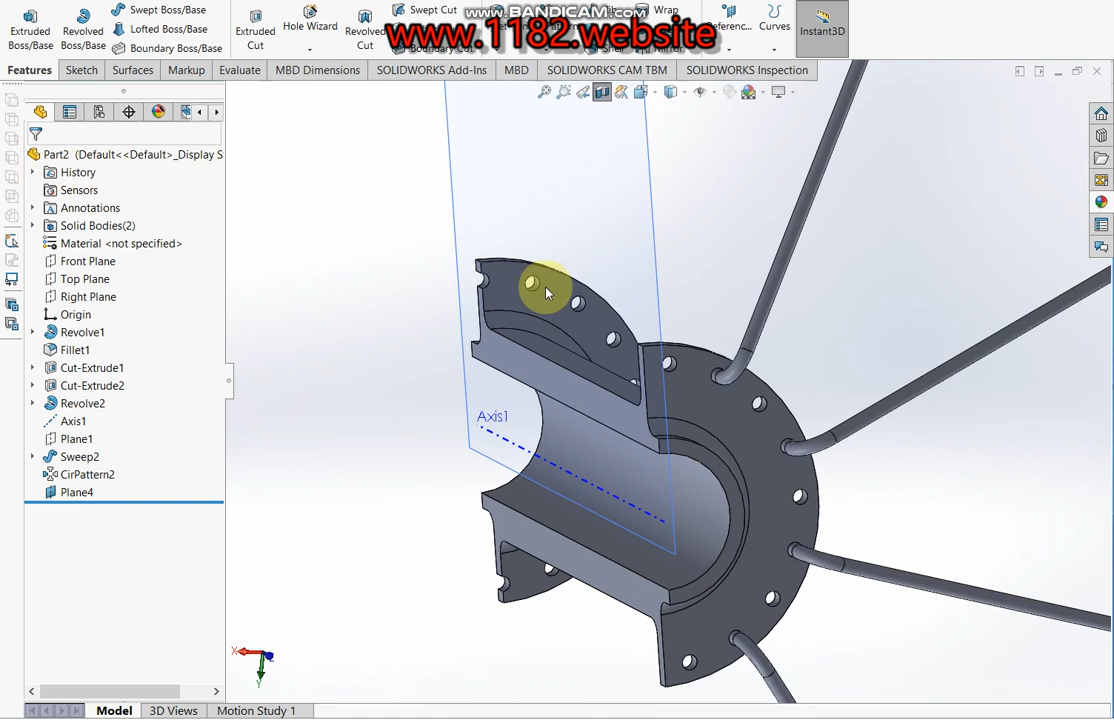 WWW.BANDICAM.COM
www.1182.website
Extruded Boss/Base
Revolved Boss/Base
Swept Boss/Base
Lofted Boss/Base
Boundary Boss/Base
Extruded Cut
Hole Wizard
Revolved Cut
Swept Cut
Boundary Cut
Wrap
Mirror
Curves
Instant3D
Features
Sketch
Surfaces
Markup
Evaluate
MBD Dimensions
SOLIDWORKS Add-Ins
MBD
SOLIDWORKS CAM TBM
SOLIDWORKS Inspection
Part2 (Default<<Default>_Display S
History
Sensors
Annotations
Solid Bodies(2)
Material <not specified>
Front Plane
Top Plane
Right Plane
Origin
Revolve1
Fillet1
Cut-Extrude1
Cut-Extrude2
Revolve2
Axis1
Plane1
Sweep2
CirPattern2
Plane4
Axis1
X
Y
Z
Model
3D Views
Motion Study 1